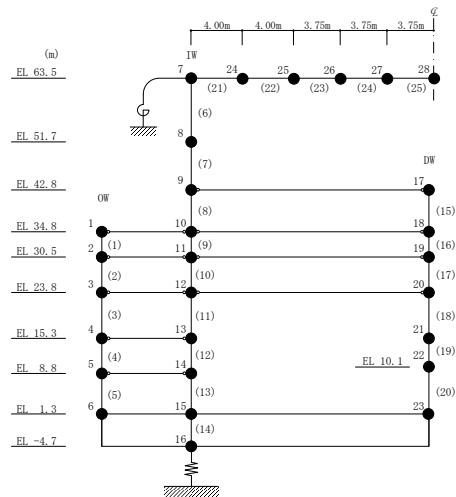 ℄
4.00m 4.00m 3.75m 3.75m 3.75m
(m) IW
EL 63.5 7 24 25 26 27 28
(21) (22) (23) (24) (25)
(6)
EL 51.7 8
(7) DW
EL 42.8 9 17
OW (8) (15)
EL 34.8 1 10 18
(1) (9) (16)
EL 30.5 2 11 19
(2) (10) (17)
EL 23.8 3 12 20
(3) (11) (18)
EL 15.3 4 13 21
(4) (12) (19)
EL 10.1 22
EL 8.8 5 14
(5) (13) (20)
EL 1.3 6 15 23
(14)
EL -4.7 16